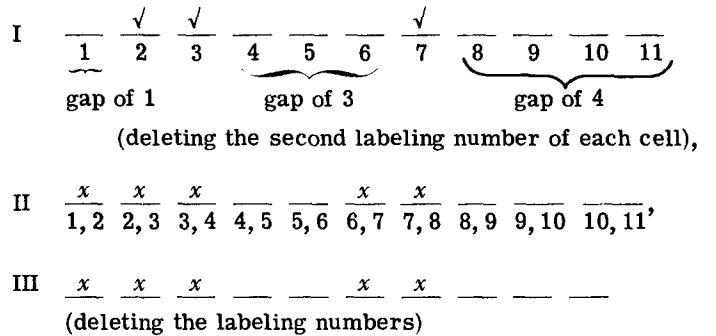 √ √ √
I 1 2 3 4 5 6 7 8 9 10 11
gap of 1 gap of 3 gap of 4
(deleting the second labeling number of each cell),
x x x x x
II 1, 2 2, 3 3, 4 4, 5 5, 6 6, 7 7, 8 8, 9 9, 10 10, 11,
III x x x x x
(deleting the labeling numbers)